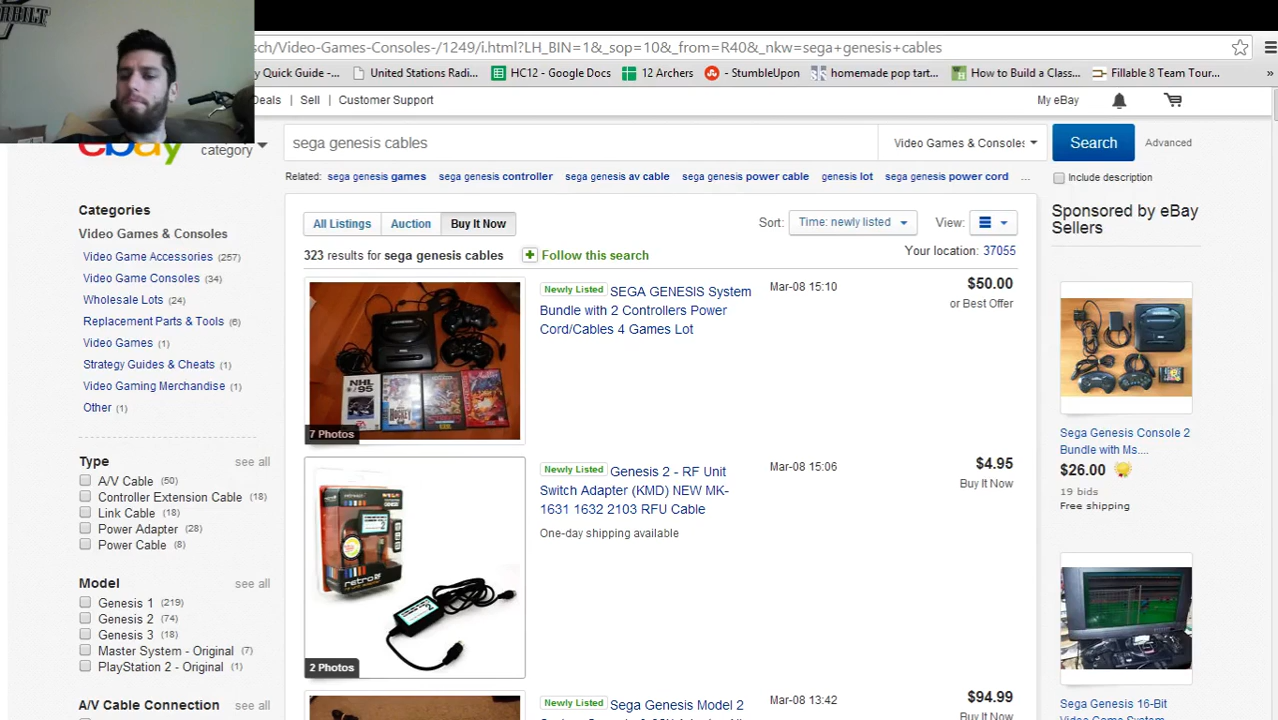 sch/Video-Games-Consoles-/1249/i.html?LH_BIN=1&_sop=10&_from=R40&_nkw=sega+genesis+cables
y Quick Guide -... United Stations Radi... HC12 - Google Docs 12 Archers - StumbleUpon homemade pop tart... How to Build a Class... Fillable 8 Team Tour...
Deals | Sell | Customer Support My eBay
ebay category sega genesis cables Video Games & Consoles Search Advanced
Related: sega genesis games sega genesis controller sega genesis av cable sega genesis power cable genesis lot sega genesis power cord ... Include description
Categories
Video Games & Consoles
Video Game Accessories (257)
Video Game Consoles (34)
Wholesale Lots (24)
Replacement Parts & Tools (6)
Video Games (1)
Strategy Guides & Cheats (1)
Video Gaming Merchandise (1)
Other (1)
Type see all
A/V Cable (50)
Controller Extension Cable (18)
Link Cable (18)
Power Adapter (28)
Power Cable (8)
Model see all
Genesis 1 (219)
Genesis 2 (74)
Genesis 3 (18)
Master System - Original (7)
PlayStation 2 - Original (1)
A/V Cable Connection see all
All Listings Auction Buy It Now Sort: Time: newly listed View:
323 results for sega genesis cables Follow this search Your location: 37055
Newly Listed SEGA GENESIS System
Bundle with 2 Controllers Power
Cord/Cables 4 Games Lot
Mar-08 15:10
$50.00
or Best Offer
NHL
95
7 Photos
Newly Listed Genesis 2 - RF Unit
Switch Adapter (KMD) NEW MK-
1631 1632 2103 RFU Cable
One-day shipping available
Mar-08 15:06
$4.95
Buy It Now
retro RF
2 Photos
Newly Listed Sega Genesis Model 2
Mar-08 13:42
$94.99
Buy It Now
Sponsored by eBay
Sellers
Sega Genesis Console 2
Bundle with Ms....
$26.00
19 bids
Free shipping
Sega Genesis 16-Bit
Video Game System